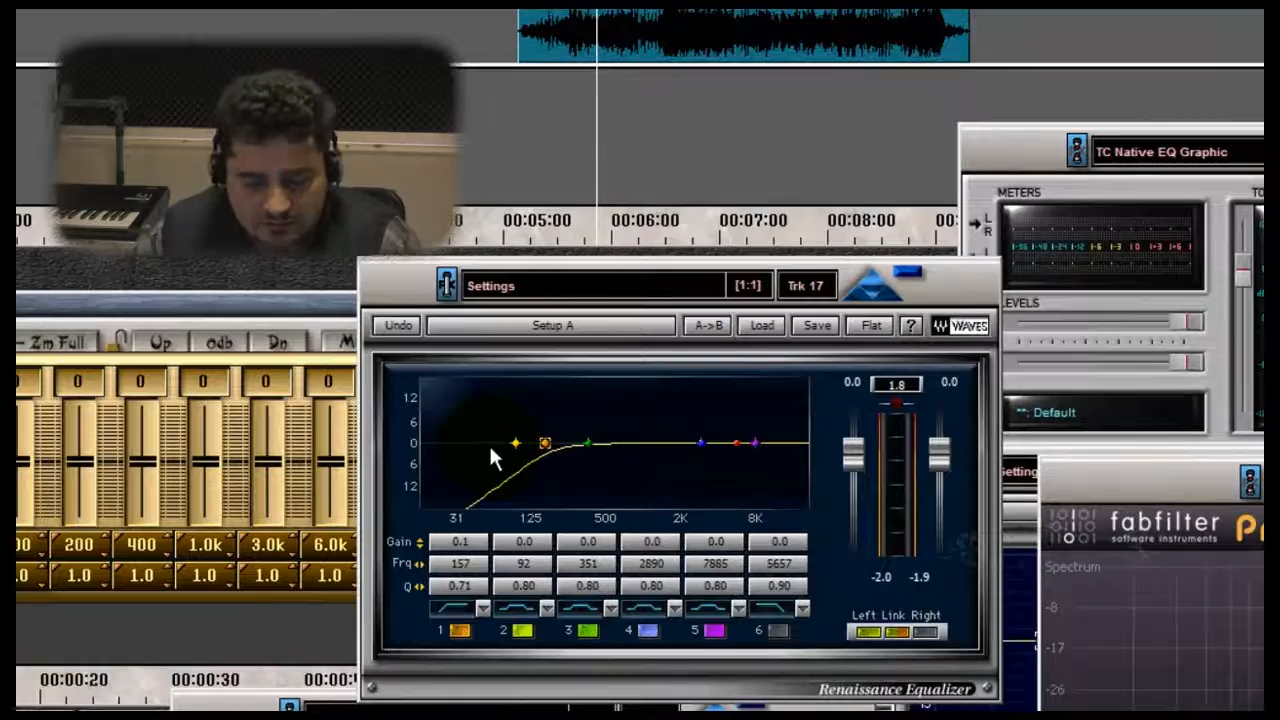 00:05:00 00:06:00 00:07:00 00:08:00
TC Native EQ Graphic
METERS
L
R
LEVELS
**: Default
Zm Full Up odb Dn
0 0 0 0 0
200 400 1.0k 3.0k 6.0k
1.0 1.0 1.0 1.0 1.0
00:00:20 00:00:30
Settings [1:1] Trk 17
Undo Setup A A->B Load Save Flat ? WAVES
12
6
0
6
12
31 125 500 2K 8K
0.0 1.8 0.0
-2.0 -1.9
Gain 0.1 0.0 0.0 0.0 0.0 0.0
Frq 157 92 351 2890 7885 5657
Q 0.71 0.80 0.80 0.80 0.80 0.90
1 2 3 4 5 6
Left Link Right
Renaissance Equalizer
fabfilter
software instruments
Spectrum
-8
-17
-26